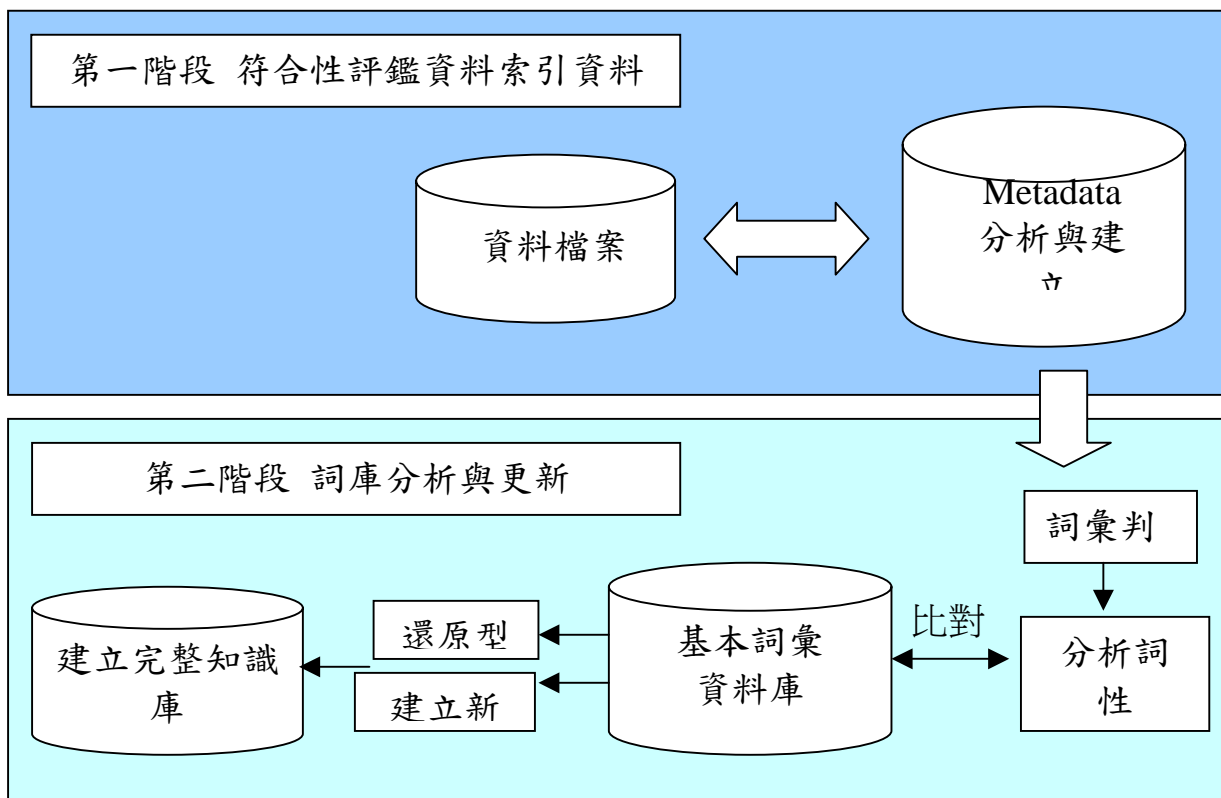 第一階段 符合性評鑑資料索引資料
資料檔案
Metadata
分析與建
立
第二階段 詞庫分析與更新
詞彙判
分析詞
性
比對
基本詞彙
資料庫
還原型
建立新
建立完整知識
庫